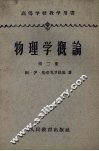 高等学校教学用书
物理学概論
第二册
人民教育出版社